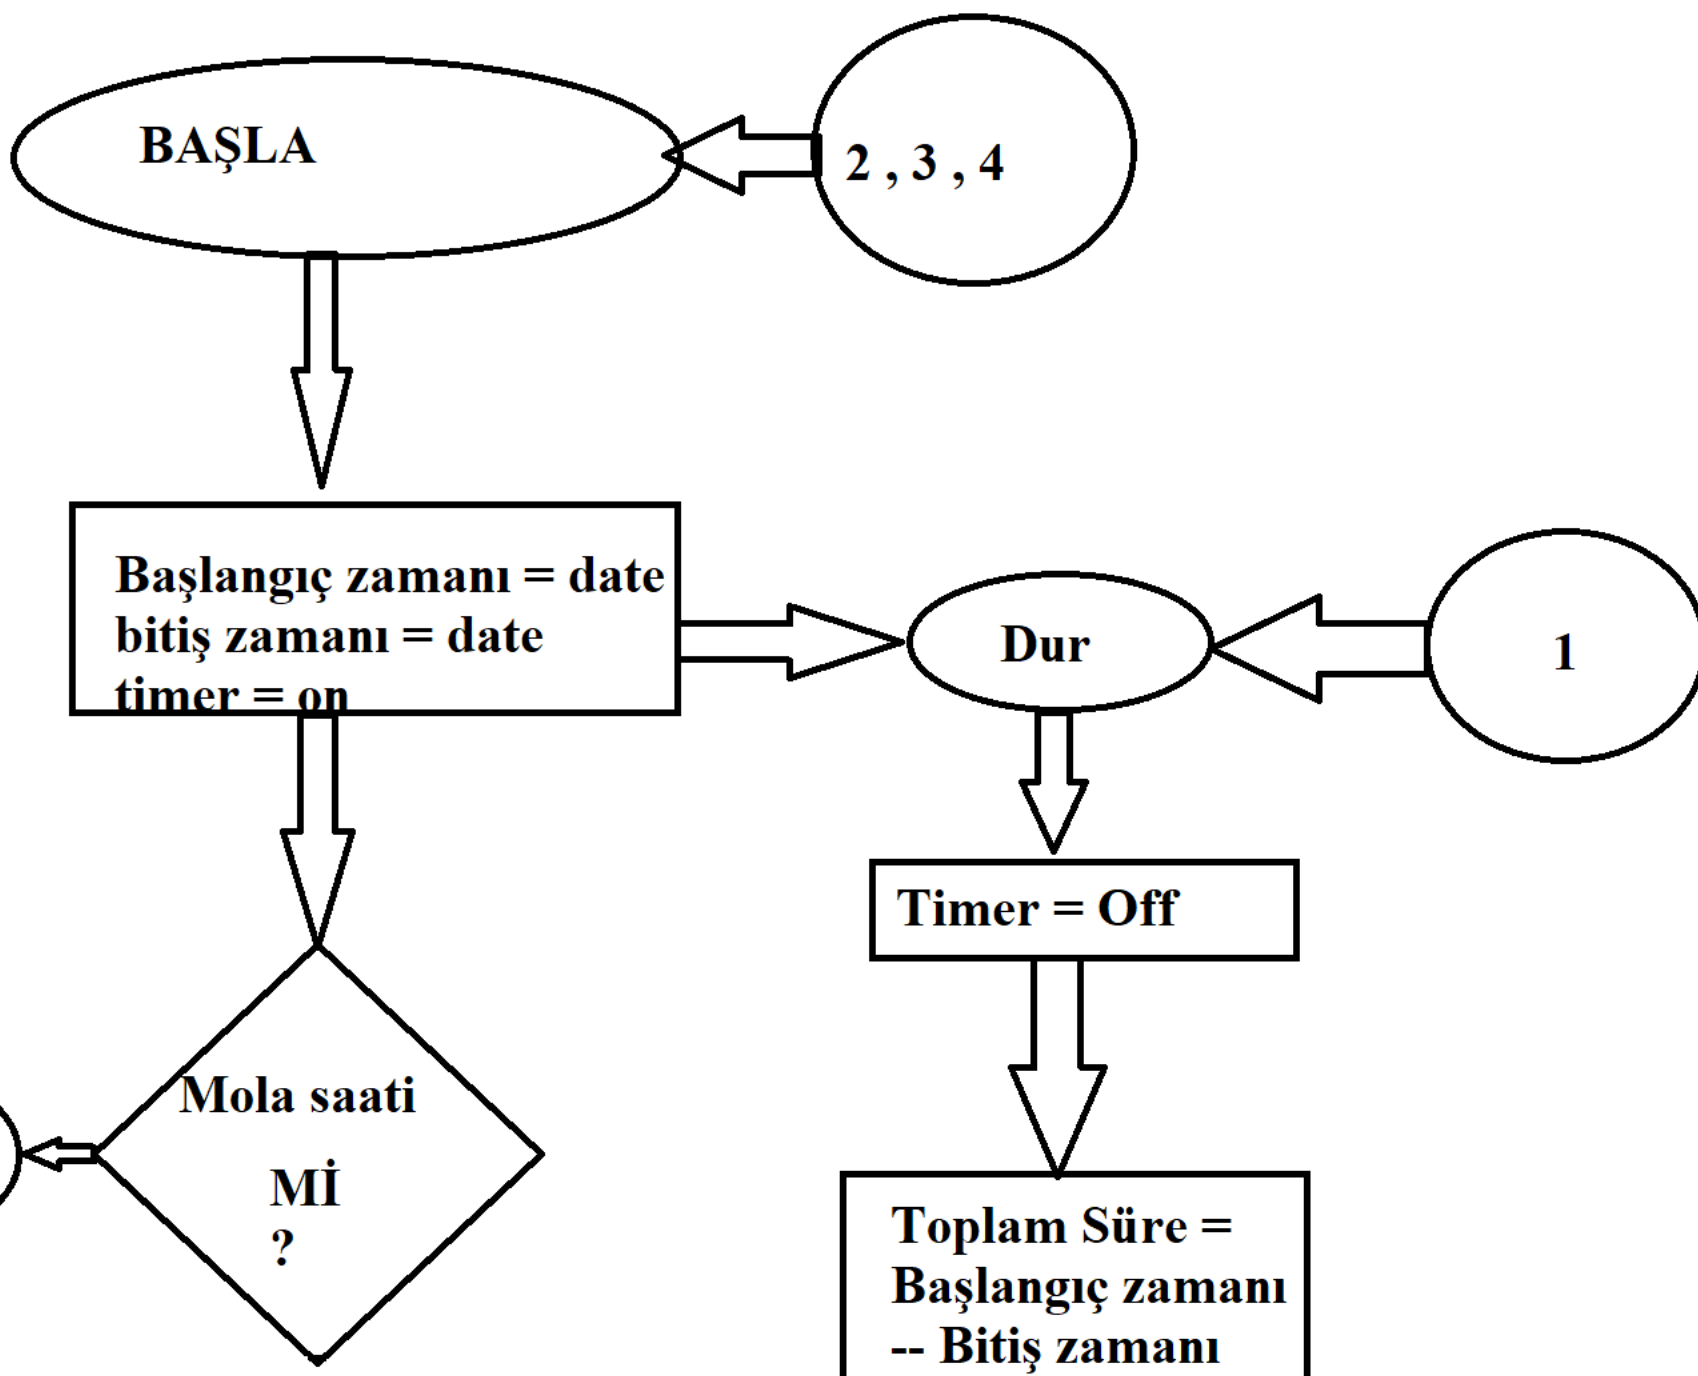 BAŞLA
2 , 3 , 4
Başlangıç zamanı = date
bitiş zamanı = date
timer = on
Dur
1
Timer = Off
Mola saati
Mİ
?
Toplam Süre =
Başlangıç zamanı
-- Bitiş zamanı